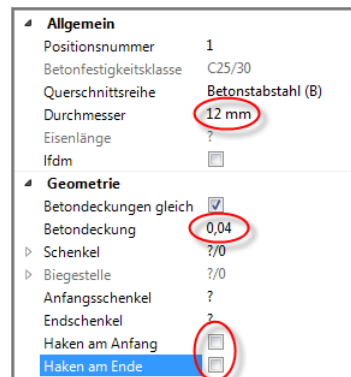 Allgemein
Positionsnummer 1
Betonfestigkeitsklasse C25/30
Querschnittsreihe Betonstabstahl (B)
Durchmesser 12 mm
Eisenlänge ?
lfdm
Geometrie
Betondeckungen gleich
Betondeckung 0,04
Schenkel ?/0
Biegestelle ?/0
Anfangsschenkel ?
Endschenkel ?
Haken am Anfang
Haken am Ende